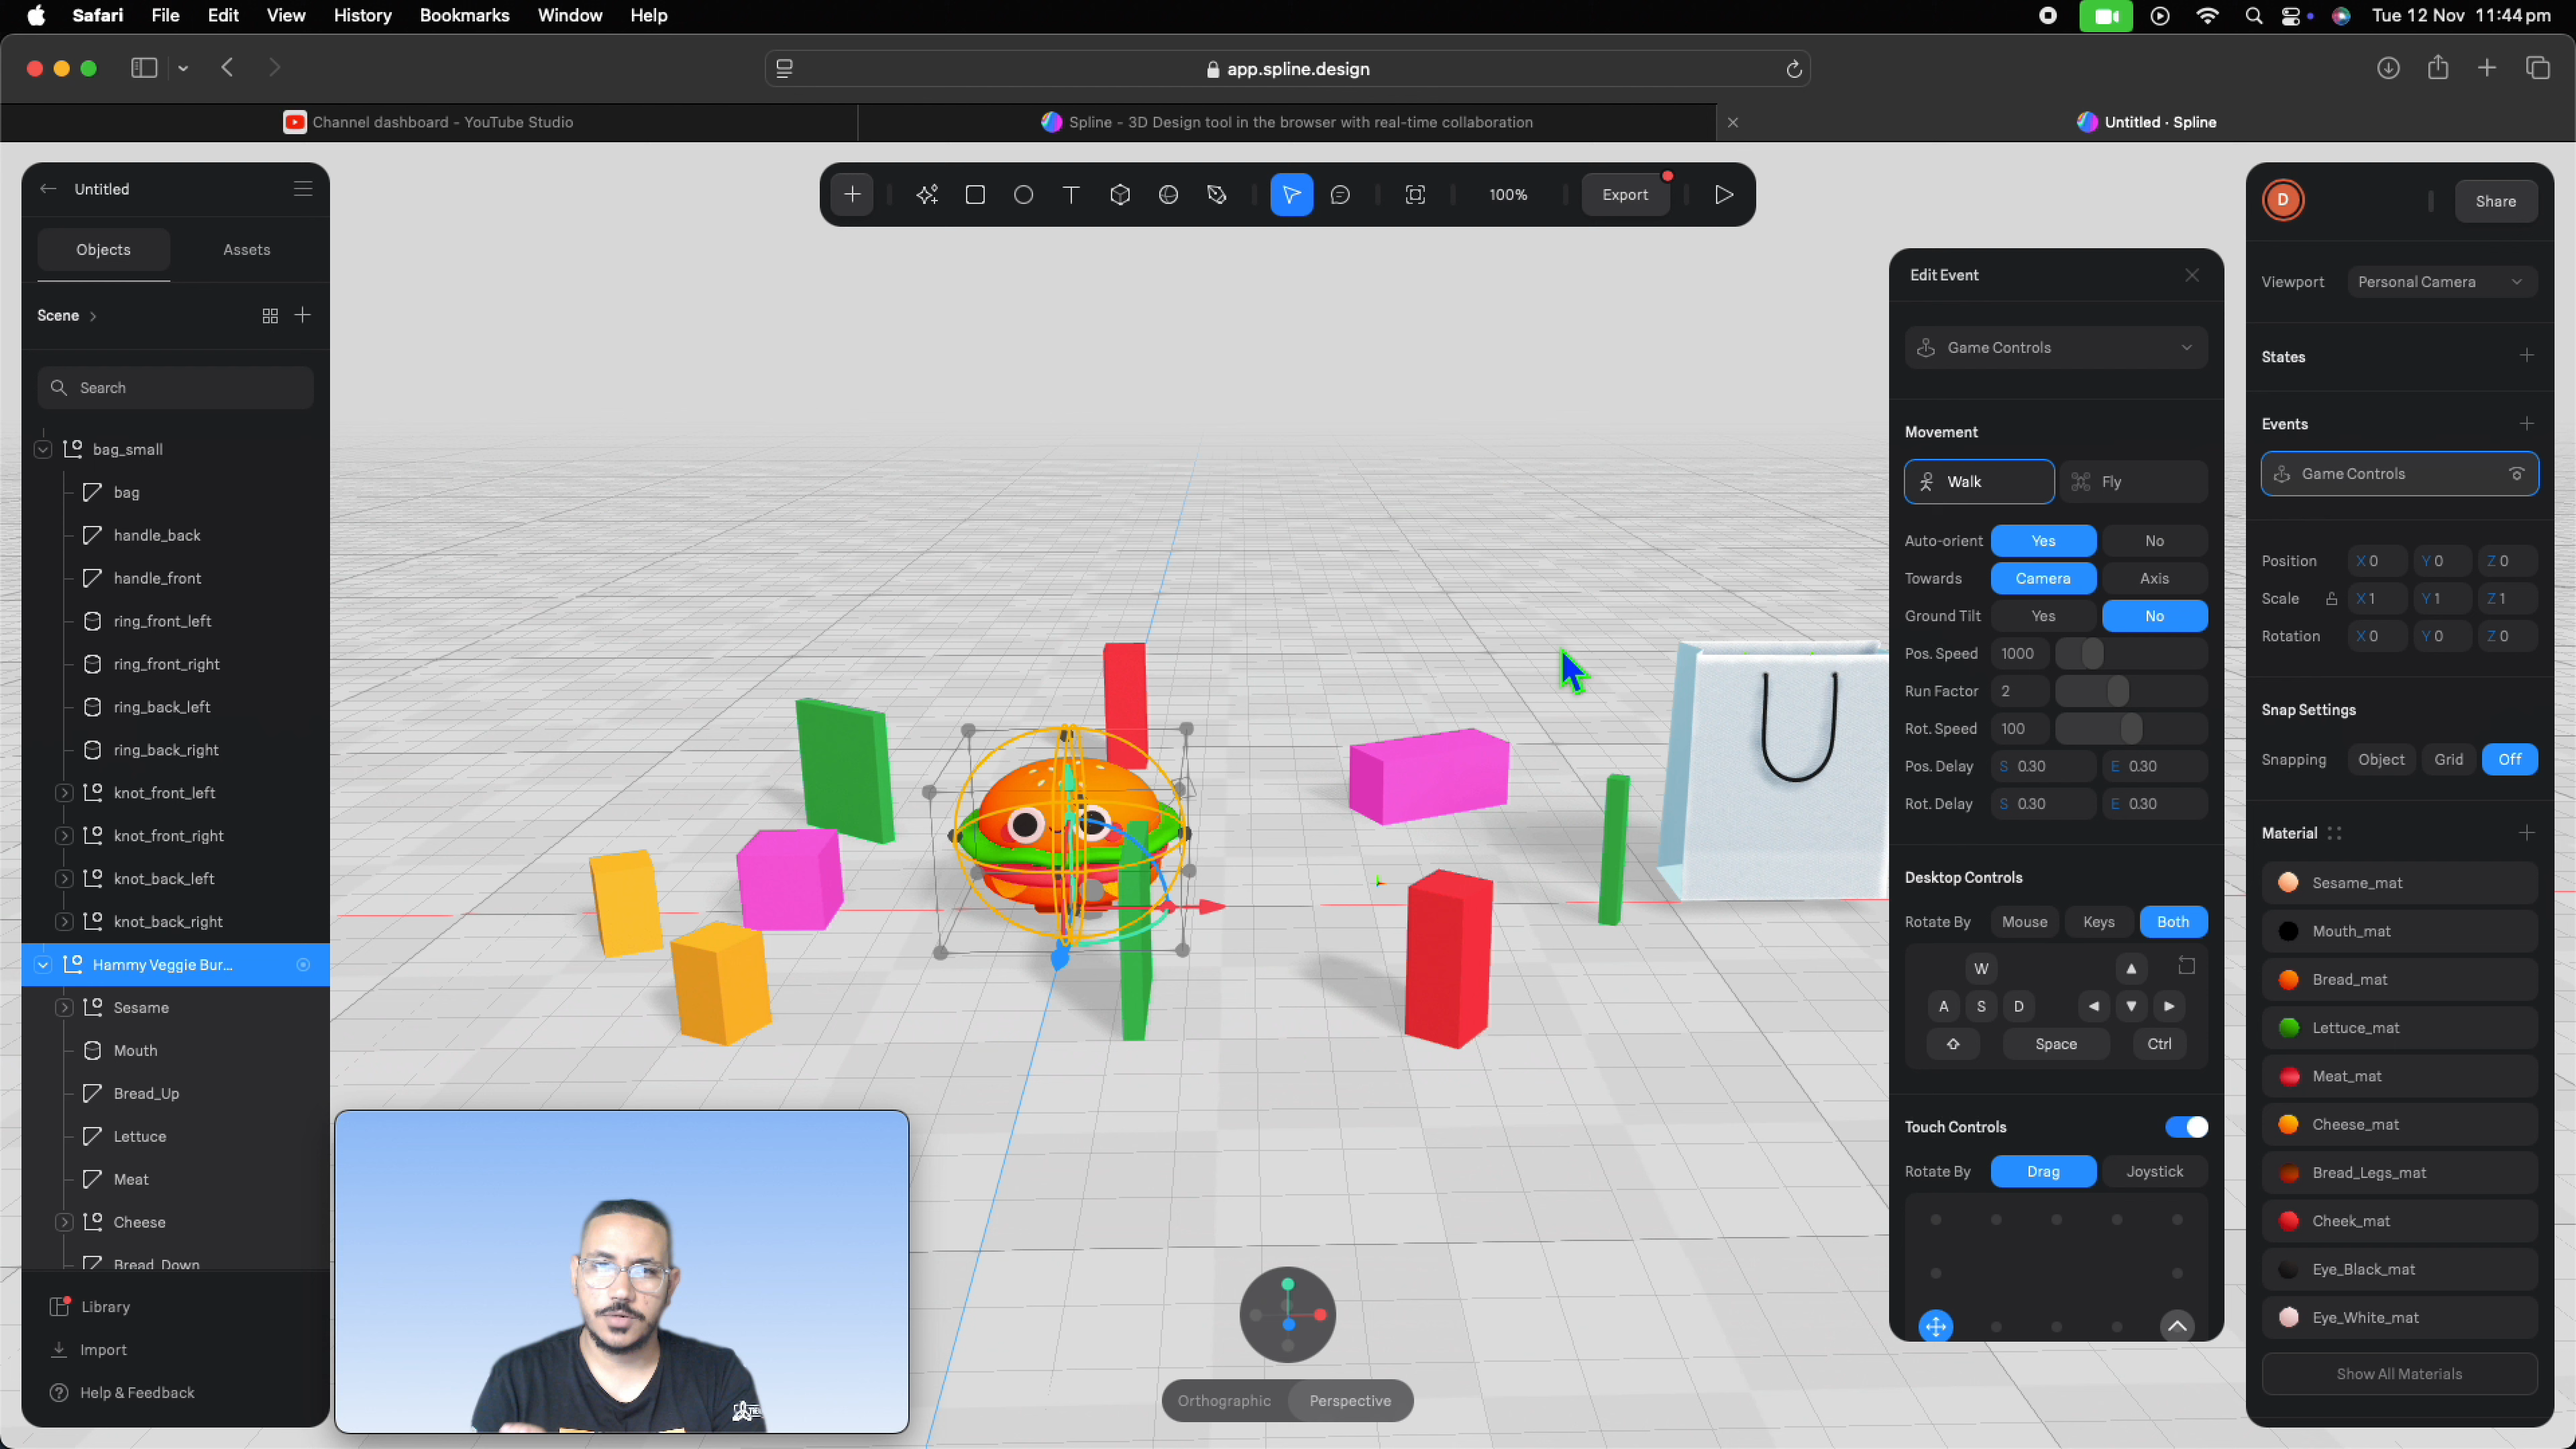 Safari File Edit View History Bookmarks Window Help
Tue 12 Nov 11:44 pm
app.spline.design
Channel dashboard - YouTube Studio
Spline - 3D Design tool in the browser with real-time collaboration
Untitled · Spline
Untitled
Objects Assets
Scene
Search
bag_small
bag
handle_back
handle_front
ring_front_left
ring_front_right
ring_back_left
ring_back_right
knot_front_left
knot_front_right
knot_back_left
knot_back_right
Hammy Veggie Bur...
Sesame
Mouth
Bread_Up
Lettuce
Meat
Cheese
Bread_Down
Library
Import
Help & Feedback
100%
Export
Orthographic Perspective
Edit Event
Game Controls
Movement
Walk Fly
Auto-orient Yes No
Towards Camera Axis
Ground Tilt Yes No
Pos. Speed 1000
Run Factor 2
Rot. Speed 100
Pos. Delay S 0.30 E 0.30
Rot. Delay S 0.30 E 0.30
Desktop Controls
Rotate By Mouse Keys Both
W
A S D
Space Ctrl
Touch Controls
Rotate By Drag Joystick
D
Share
Viewport Personal Camera
States
Events
Game Controls
Position X 0 Y 0 Z 0
Scale X 1 Y 1 Z 1
Rotation X 0 Y 0 Z 0
Snap Settings
Snapping Object Grid Off
Material
Sesame_mat
Mouth_mat
Bread_mat
Lettuce_mat
Meat_mat
Cheese_mat
Bread_Legs_mat
Cheek_mat
Eye_Black_mat
Eye_White_mat
Show All Materials